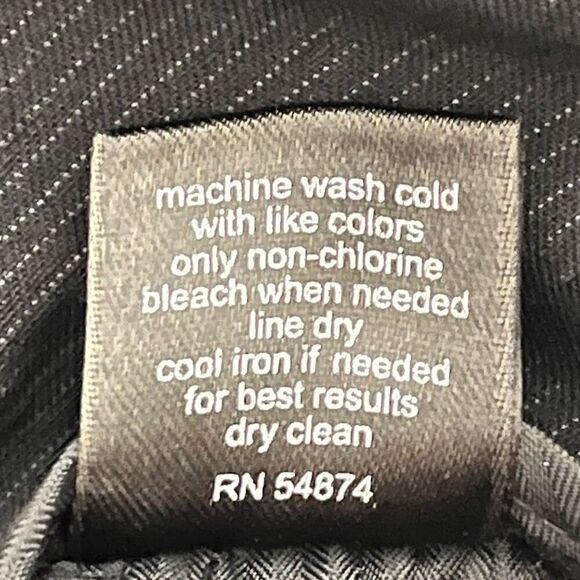 machine wash cold
with like colors
only non-chlorine
bleach when needed
line dry
cool iron if needed
for best results
dry clean
RN 54874